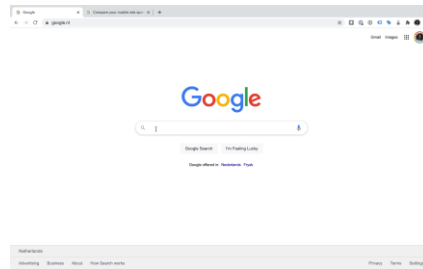 Google
Compare your mobile site spee
google.nl
Gmail Images
Google
Google Search I'm Feeling Lucky
Google offered in: Nederlands Frysk
Netherlands
Advertising Business About How Search works
Privacy Terms Settings